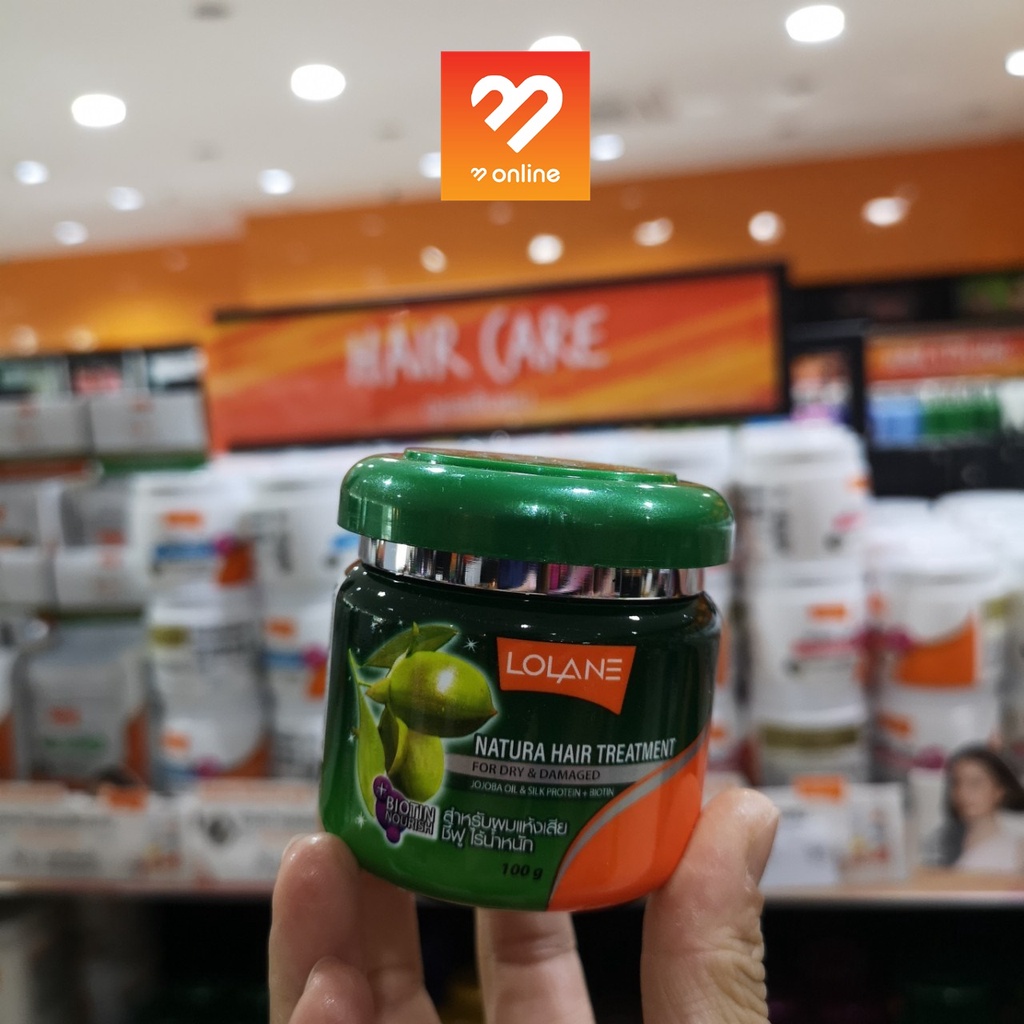 online
HAIR CARE
LOLANE
NATURA HAIR TREATMENT
FOR DRY & DAMAGED
JOJOBA OIL & SILK PROTEIN + BIOTIN
+
BIOTIN
NOURISH
สำหรับผมแห้งเสีย
ชี้ฟู ไร้น้ำหนัก
100 g